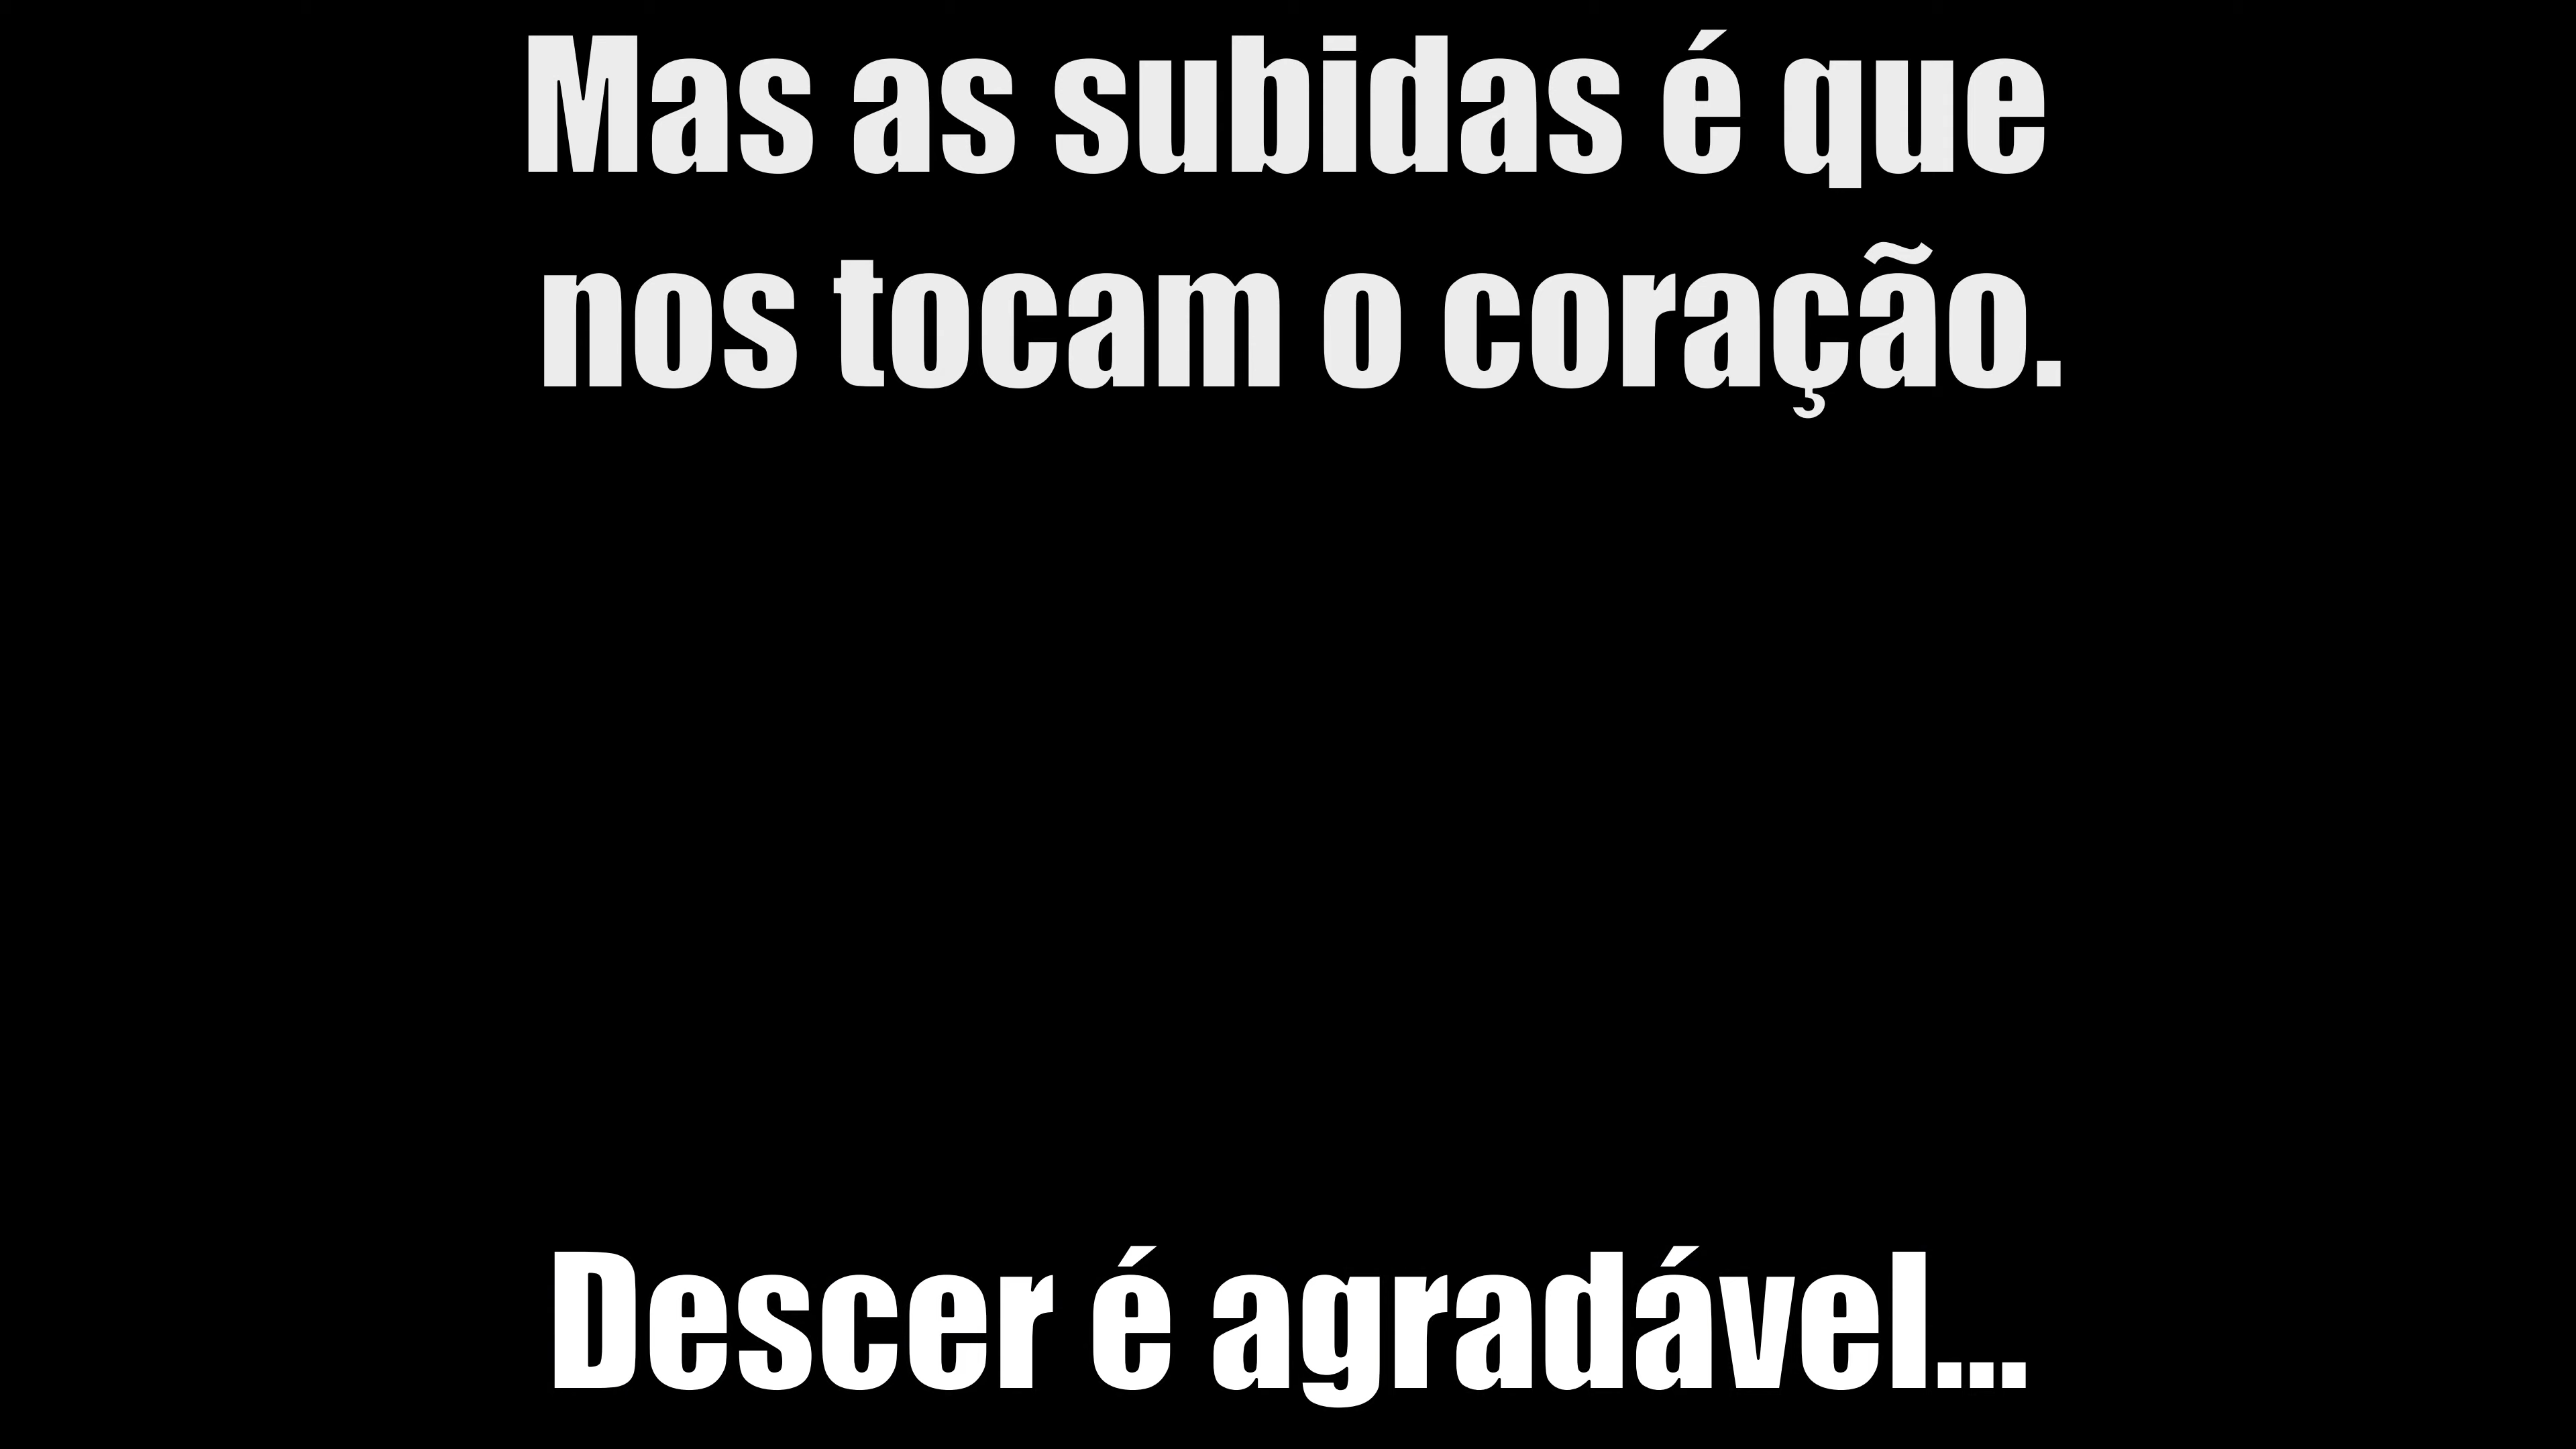 Mas as subidas é que
nos tocam o coração.
Descer é agradável...